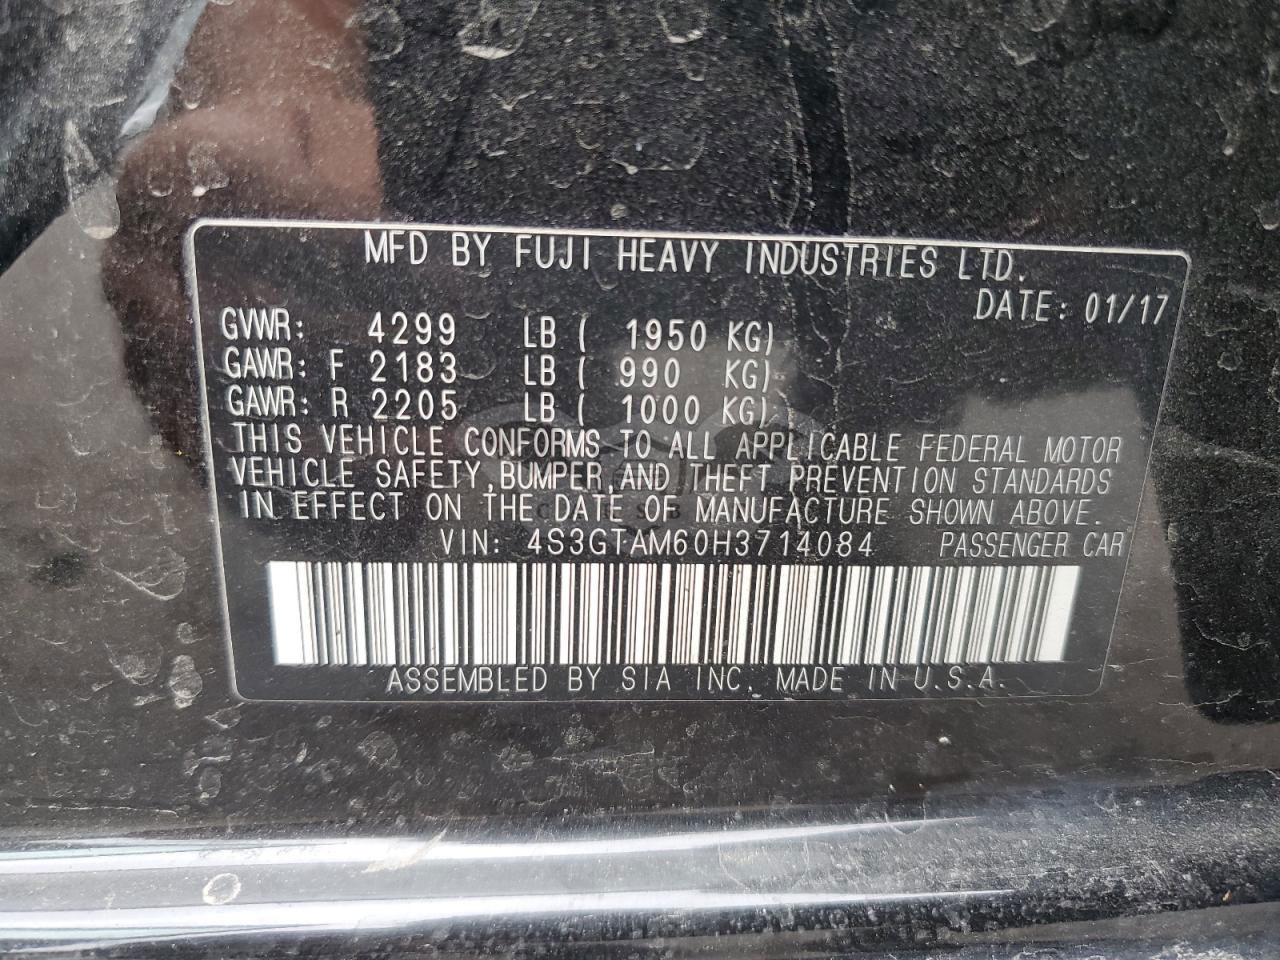 MFD BY FUJI HEAVY INDUSTRIES LTD.
DATE: 01/17
GVWR: 4299 LB ( 1950 KG)
GAWR: F 2183 LB ( 990 KG)
GAWR: R 2205 LB ( 1000 KG)
THIS VEHICLE CONFORMS TO ALL APPLICABLE FEDERAL MOTOR
VEHICLE SAFETY, BUMPER, AND THEFT PREVENTION STANDARDS
IN EFFECT ON THE DATE OF MANUFACTURE SHOWN ABOVE.
VIN: 4S3GTAM60H3714084 PASSENGER CAR
ASSEMBLED BY SIA INC. MADE IN U.S.A.